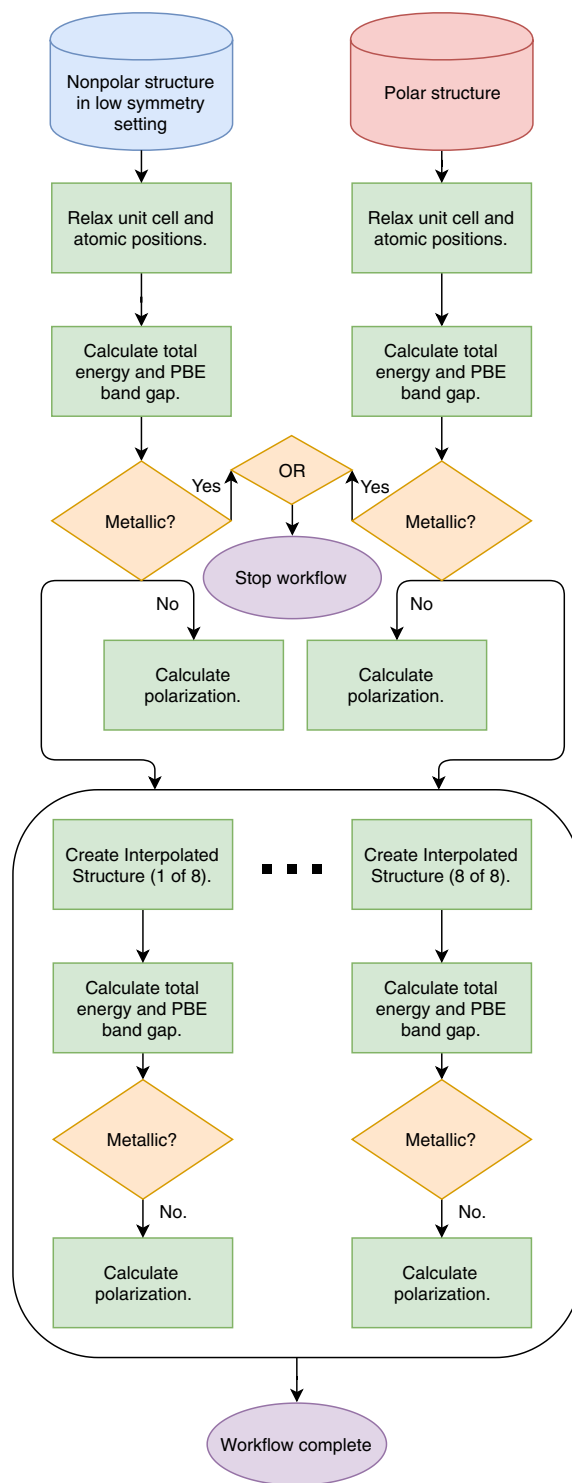 Nonpolar structure
in low symmetry
setting
Polar structure
Relax unit cell and
atomic positions.
Relax unit cell and
atomic positions.
Calculate total
energy and PBE
band gap.
Calculate total
energy and PBE
band gap.
OR
Yes
Yes
Metallic?
Metallic?
Stop workflow
No
No
Calculate
polarization.
Calculate
polarization.
Create Interpolated
Structure (1 of 8).
Create Interpolated
Structure (8 of 8).
Calculate total
energy and PBE
band gap.
Calculate total
energy and PBE
band gap.
Metallic?
Metallic?
No.
No.
Calculate
polarization.
Calculate
polarization.
Workflow complete